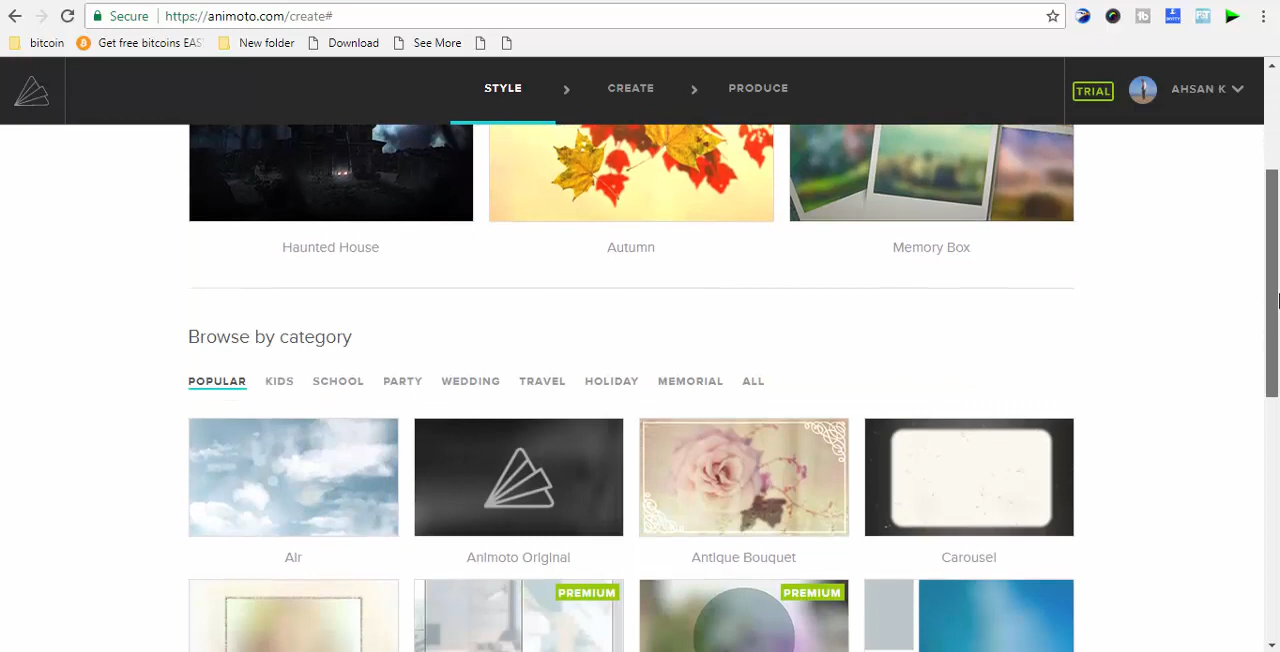 Secure https://animoto.com/create#
bitcoin Get free bitcoins EAS New folder Download See More
STYLE CREATE PRODUCE TRIAL AHSAN K
Haunted House Autumn Memory Box
Browse by category
POPULAR KIDS SCHOOL PARTY WEDDING TRAVEL HOLIDAY MEMORIAL ALL
Air Animoto Original Antique Bouquet Carousel
PREMIUM PREMIUM